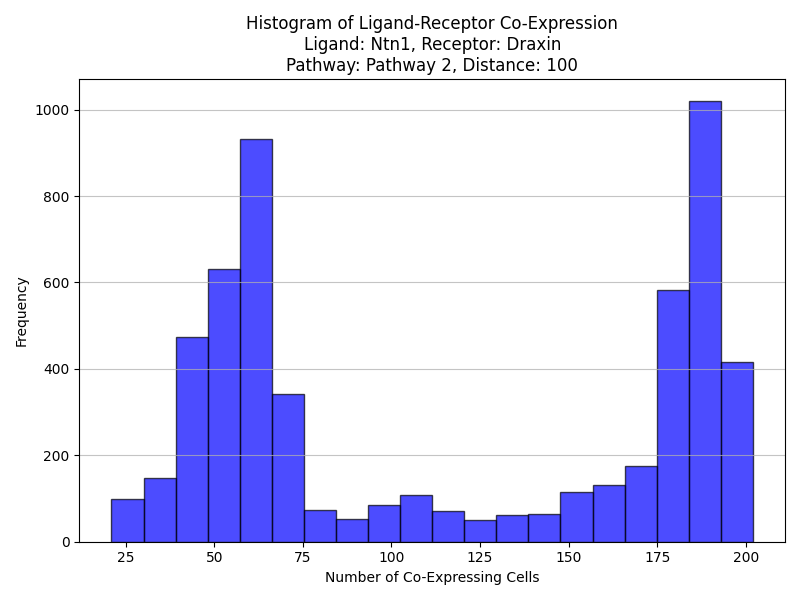 Histogram of Ligand-Receptor Co-Expression
Ligand: Ntn1, Receptor: Draxin
Pathway: Pathway 2, Distance: 100
1000
800
600
400
200
0
Frequency
25 50 75 100 125 150 175 200
Number of Co-Expressing Cells